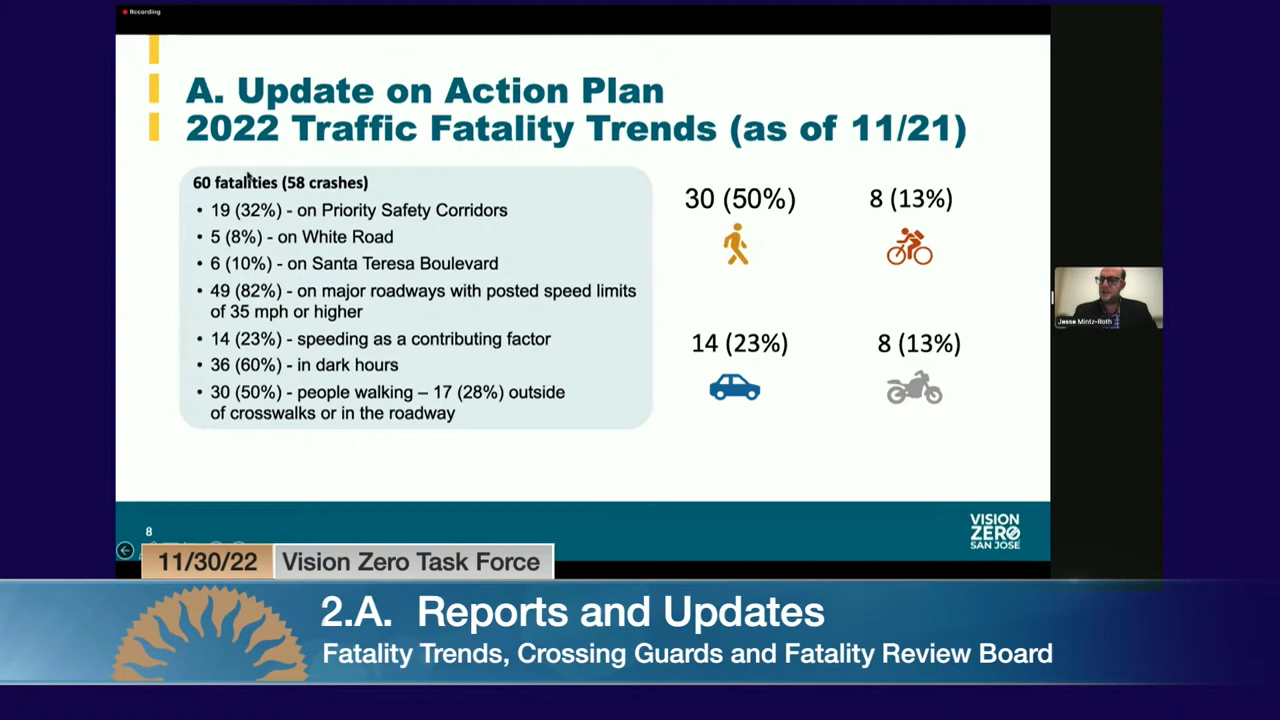 Recording
A. Update on Action Plan
2022 Traffic Fatality Trends (as of 11/21)
60 fatalities (58 crashes)
• 19 (32%) - on Priority Safety Corridors
• 5 (8%) - on White Road
• 6 (10%) - on Santa Teresa Boulevard
• 49 (82%) - on major roadways with posted speed limits
of 35 mph or higher
• 14 (23%) - speeding as a contributing factor
• 36 (60%) - in dark hours
• 30 (50%) - people walking – 17 (28%) outside
of crosswalks or in the roadway
30 (50%)
8 (13%)
14 (23%)
8 (13%)
Jesse Mintz-Roth
8
VISION
ZERO
SAN JOSE
11/30/22
Vision Zero Task Force
2.A. Reports and Updates
Fatality Trends, Crossing Guards and Fatality Review Board